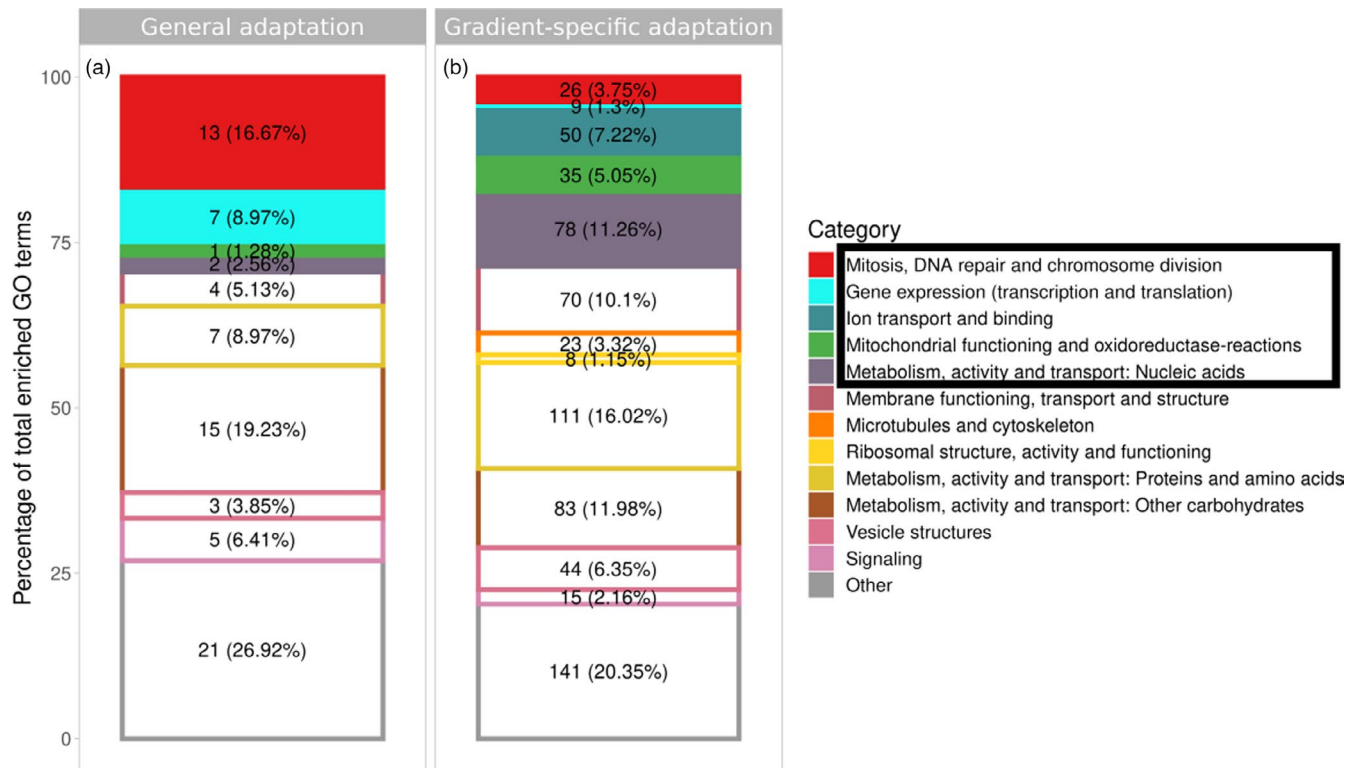 General adaptation
Gradient-specific adaptation
(a)
(b)
Percentage of total enriched GO terms
100
75
50
25
0
13 (16.67%)
7 (8.97%)
1 (1.28%)
2 (2.56%)
4 (5.13%)
7 (8.97%)
15 (19.23%)
3 (3.85%)
5 (6.41%)
21 (26.92%)
26 (3.75%)
9 (1.3%)
50 (7.22%)
35 (5.05%)
78 (11.26%)
70 (10.1%)
23 (3.32%)
8 (1.15%)
111 (16.02%)
83 (11.98%)
44 (6.35%)
15 (2.16%)
141 (20.35%)
Category
Mitosis, DNA repair and chromosome division
Gene expression (transcription and translation)
Ion transport and binding
Mitochondrial functioning and oxidoreductase-reactions
Metabolism, activity and transport: Nucleic acids
Membrane functioning, transport and structure
Microtubules and cytoskeleton
Ribosomal structure, activity and functioning
Metabolism, activity and transport: Proteins and amino acids
Metabolism, activity and transport: Other carbohydrates
Vesicle structures
Signaling
Other